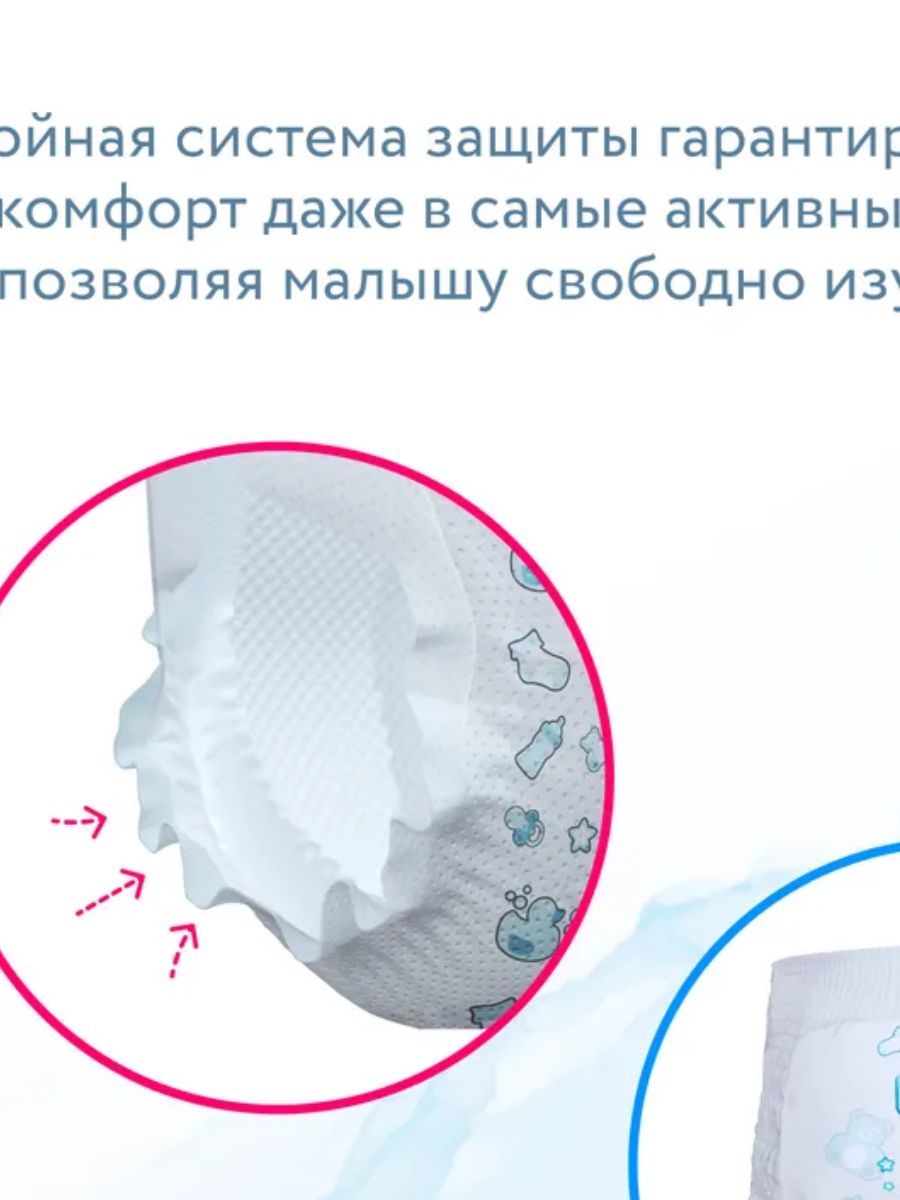 ойная система защиты гарантир
комфорт даже в самые активны
позволяя малышу свободно изу